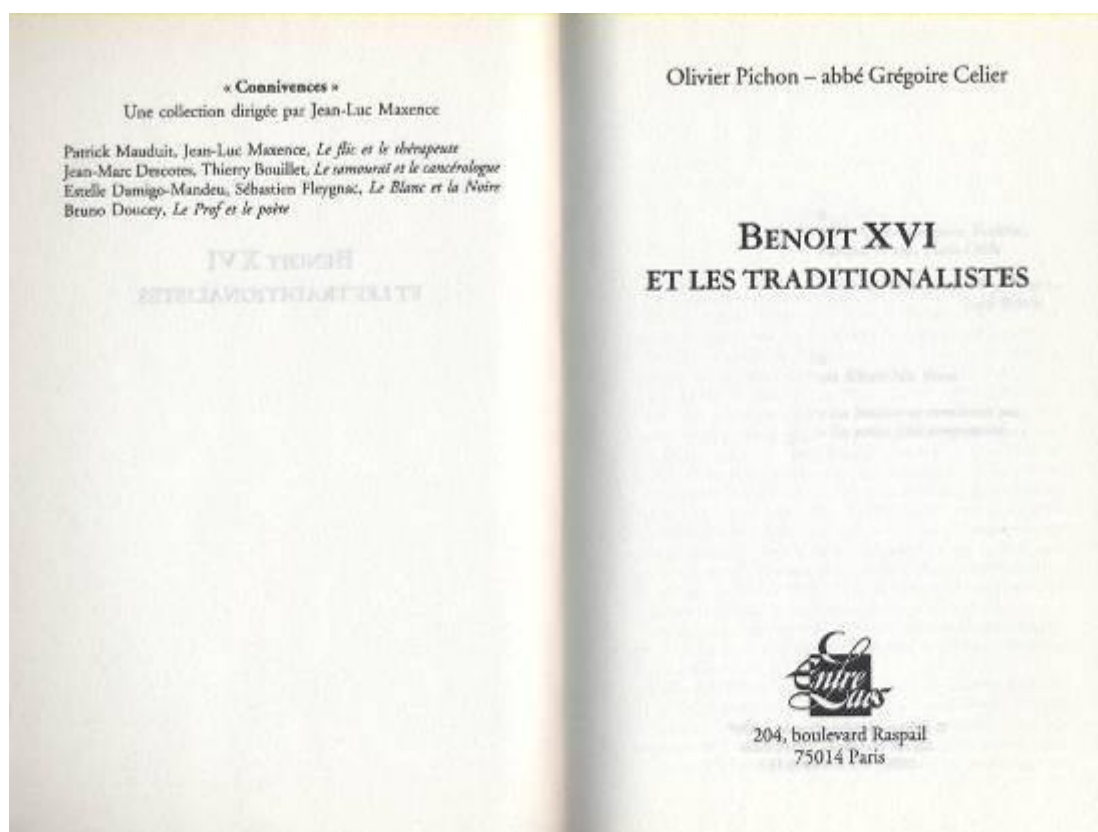 « Connivences »
Une collection dirigée par Jean-Luc Maxence
Patrick Mauduit, Jean-Luc Maxence, Le flic et le thérapeute
Jean-Marc Descotes, Thierry Bouillet, Le samouraï et le cancérologue
Estelle Damigo-Mandeu, Sébastien Fleygnac, Le Blanc et la Noire
Bruno Doucey, Le Prof et le poète
Olivier Pichon – abbé Grégoire Celier
BENOIT XVI
ET LES TRADITIONALISTES
Entre
Lacs
204, boulevard Raspail
75014 Paris